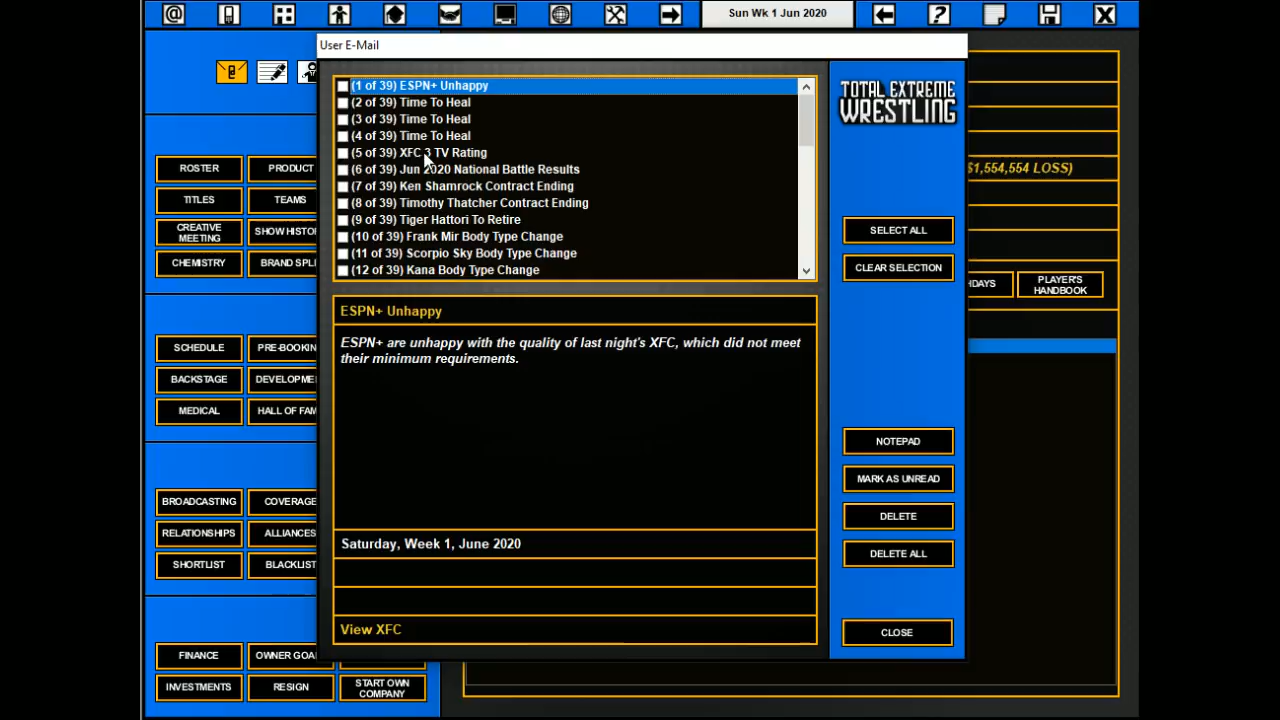 Sun Wk 1 Jun 2020
User E-Mail
(1 of 39) ESPN+ Unhappy
(2 of 39) Time To Heal
(3 of 39) Time To Heal
(4 of 39) Time To Heal
(5 of 39) XFC 3 TV Rating
(6 of 39) Jun 2020 National Battle Results
(7 of 39) Ken Shamrock Contract Ending
(8 of 39) Timothy Thatcher Contract Ending
(9 of 39) Tiger Hattori To Retire
(10 of 39) Frank Mir Body Type Change
(11 of 39) Scorpio Sky Body Type Change
(12 of 39) Kana Body Type Change
TOTAL EXTREME
WRESTLING
SELECT ALL
CLEAR SELECTION
ESPN+ Unhappy
ESPN+ are unhappy with the quality of last night's XFC, which did not meet
their minimum requirements.
Saturday, Week 1, June 2020
View XFC
NOTEPAD
MARK AS UNREAD
DELETE
DELETE ALL
CLOSE
ROSTER
PRODUCT
TITLES
TEAMS
CREATIVE
MEETING
SHOW HISTO
CHEMISTRY
BRAND SPLI
SCHEDULE
PRE-BOOKIN
BACKSTAGE
DEVELOPME
MEDICAL
HALL OF FAM
BROADCASTING
COVERAGE
RELATIONSHIPS
ALLIANCES
SHORTLIST
BLACKLIST
FINANCE
OWNER GOA
INVESTMENTS
RESIGN
START OWN
COMPANY
$1,554,554 LOSS)
HDAYS
PLAYER'S
HANDBOOK